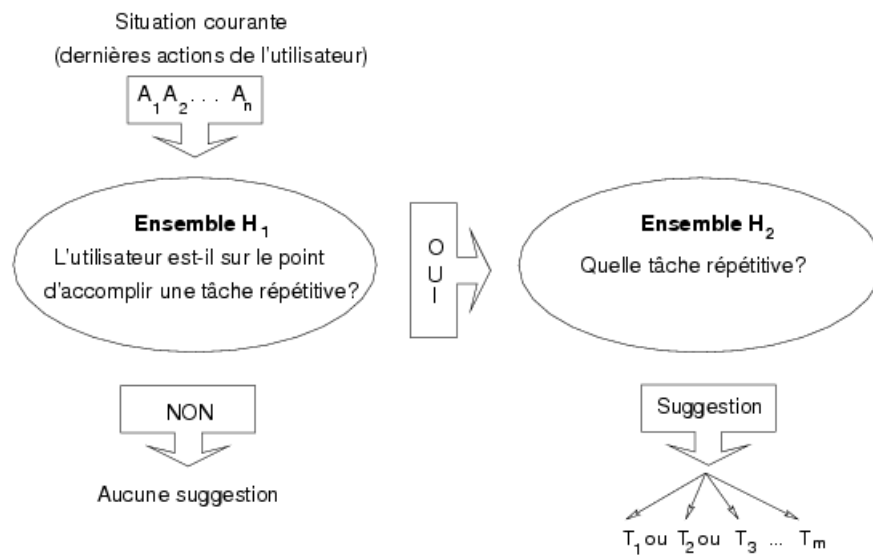 Situation courante
(dernières actions de l'utilisateur)
A₁A₂ . . . Aₙ
Ensemble H₁
L'utilisateur est-il sur le point
d'accomplir une tâche répétitive?
OUI
Ensemble H₂
Quelle tâche répétitive?
NON
Aucune suggestion
Suggestion
T₁ ou T₂ ou T₃ ... Tₘ